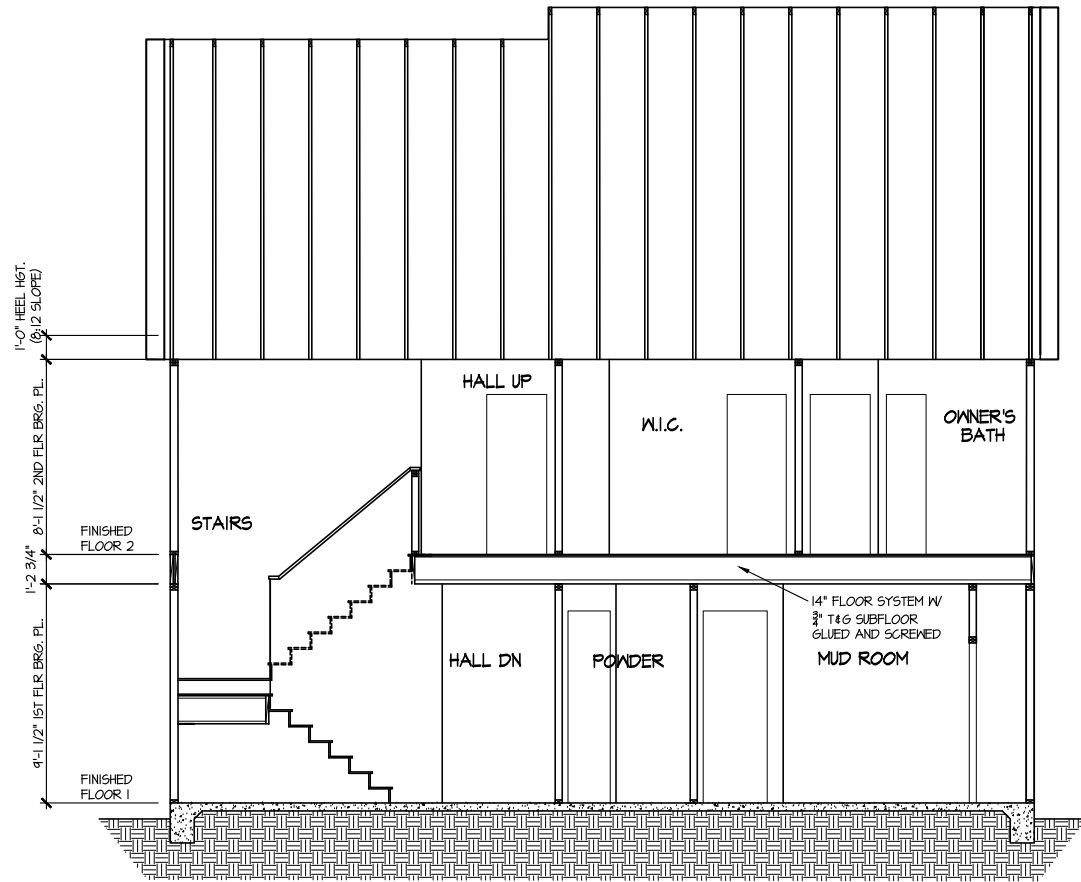 1'-0" HEEL HGT.
(8:12 SLOPE)
8'-1 1/2" 2ND FLR BRG. PL.
1'-2 3/4"
9'-1 1/2" 1ST FLR BRG. PL.
FINISHED
FLOOR 2
FINISHED
FLOOR 1
STAIRS
HALL UP
W.I.C.
OWNER'S
BATH
14" FLOOR SYSTEM W/
3/4" T&G SUBFLOOR
GLUED AND SCREWED
HALL DN
POWDER
MUD ROOM